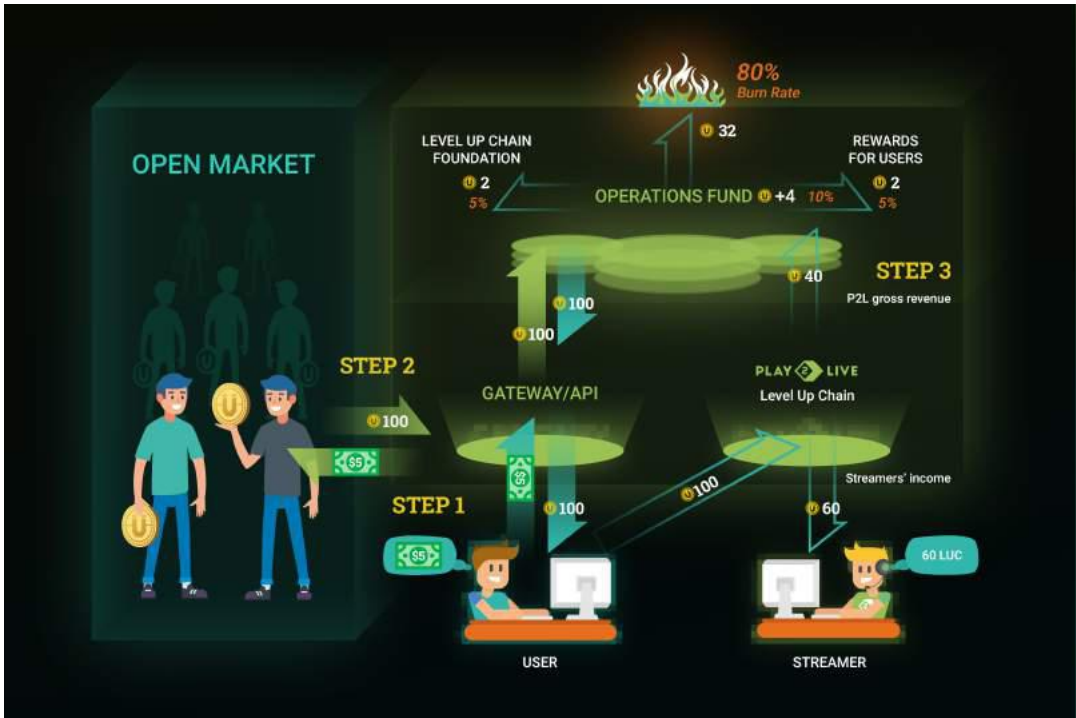 80%
Burn Rate
32
LEVEL UP CHAIN
FOUNDATION
2
5%
REWARDS
FOR USERS
2
5%
OPEN MARKET
OPERATIONS FUND +4 10%
40
STEP 3
P2L gross revenue
100
100
STEP 2
100
$5
GATEWAY/API
PLAY 2 LIVE
Level Up Chain
STEP 1
$5
100
100
Streamers' income
60
$5
60 LUC
USER
STREAMER
U
U